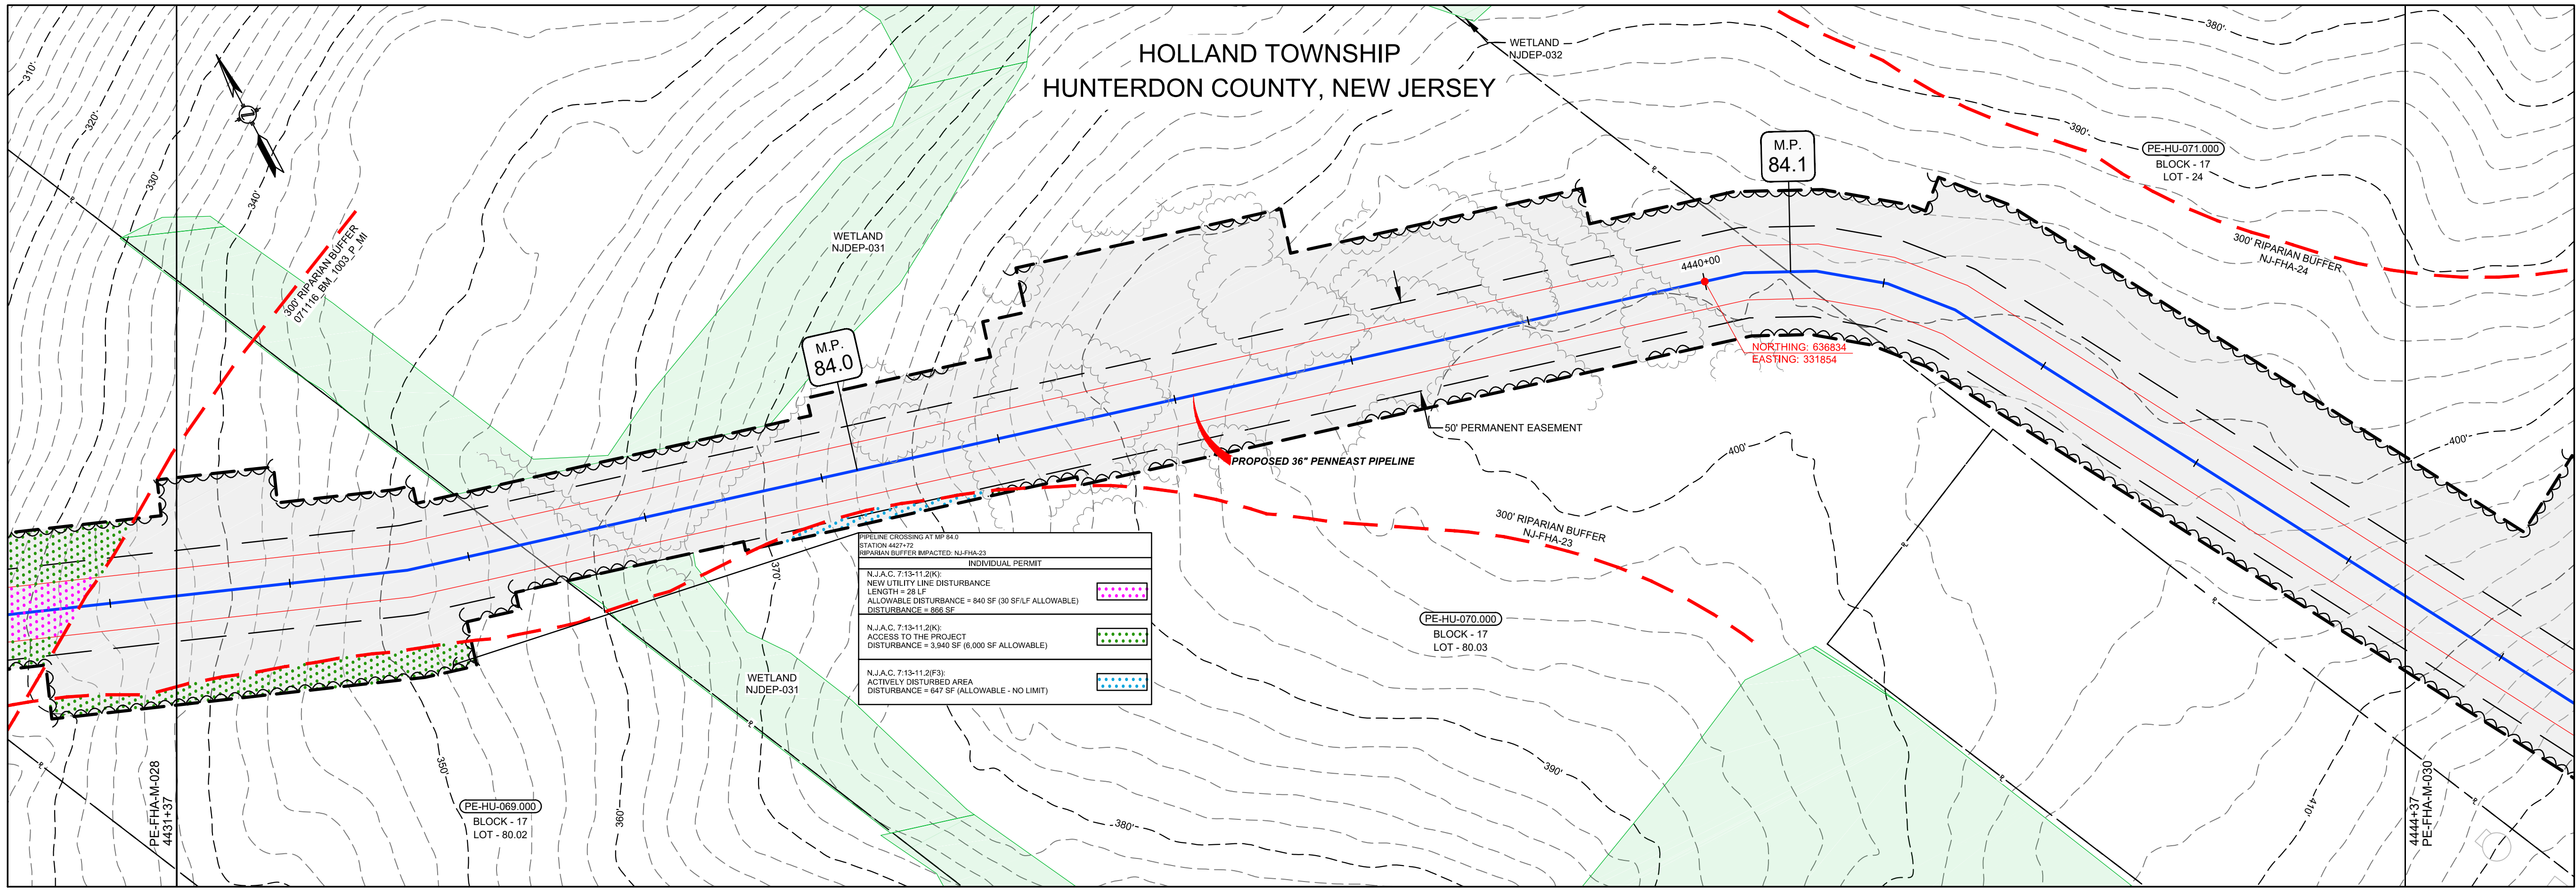 HOLLAND TOWNSHIP
HUNTERDON COUNTY, NEW JERSEY
310'
320'
330'
340'
300' RIPARIAN BUFFER
071116_BM_1003_P_MI
WETLAND
NJDEP-031
WETLAND
NJDEP-032
380'
390'
PE-HU-071.000
BLOCK - 17
LOT - 24
300' RIPARIAN BUFFER
NJ-FHA-24
M.P.
84.1
4440+00
NORTHING: 636834
EASTING: 331854
M.P.
84.0
50' PERMANENT EASEMENT
PROPOSED 36" PENNEAST PIPELINE
400'
400'
300' RIPARIAN BUFFER
NJ-FHA-23
PIPELINE CROSSING AT MP 84.0
STATION 4427+72
RIPARIAN BUFFER IMPACTED: NJ-FHA-23
INDIVIDUAL PERMIT
N.J.A.C. 7:13-11.2(K):
NEW UTILITY LINE DISTURBANCE
LENGTH = 28 LF
ALLOWABLE DISTURBANCE = 840 SF (30 SF/LF ALLOWABLE)
DISTURBANCE = 866 SF
N.J.A.C. 7:13-11.2(K):
ACCESS TO THE PROJECT
DISTURBANCE = 3,940 SF (6,000 SF ALLOWABLE)
N.J.A.C. 7:13-11.2(F3):
ACTIVELY DISTURBED AREA
DISTURBANCE = 647 SF (ALLOWABLE - NO LIMIT)
370'
WETLAND
NJDEP-031
PE-HU-070.000
BLOCK - 17
LOT - 80.03
350'
360'
380'
390'
410'
PE-HU-069.000
BLOCK - 17
LOT - 80.02
PE-FHA-M-028
4431+37
4444+37
PE-FHA-M-030